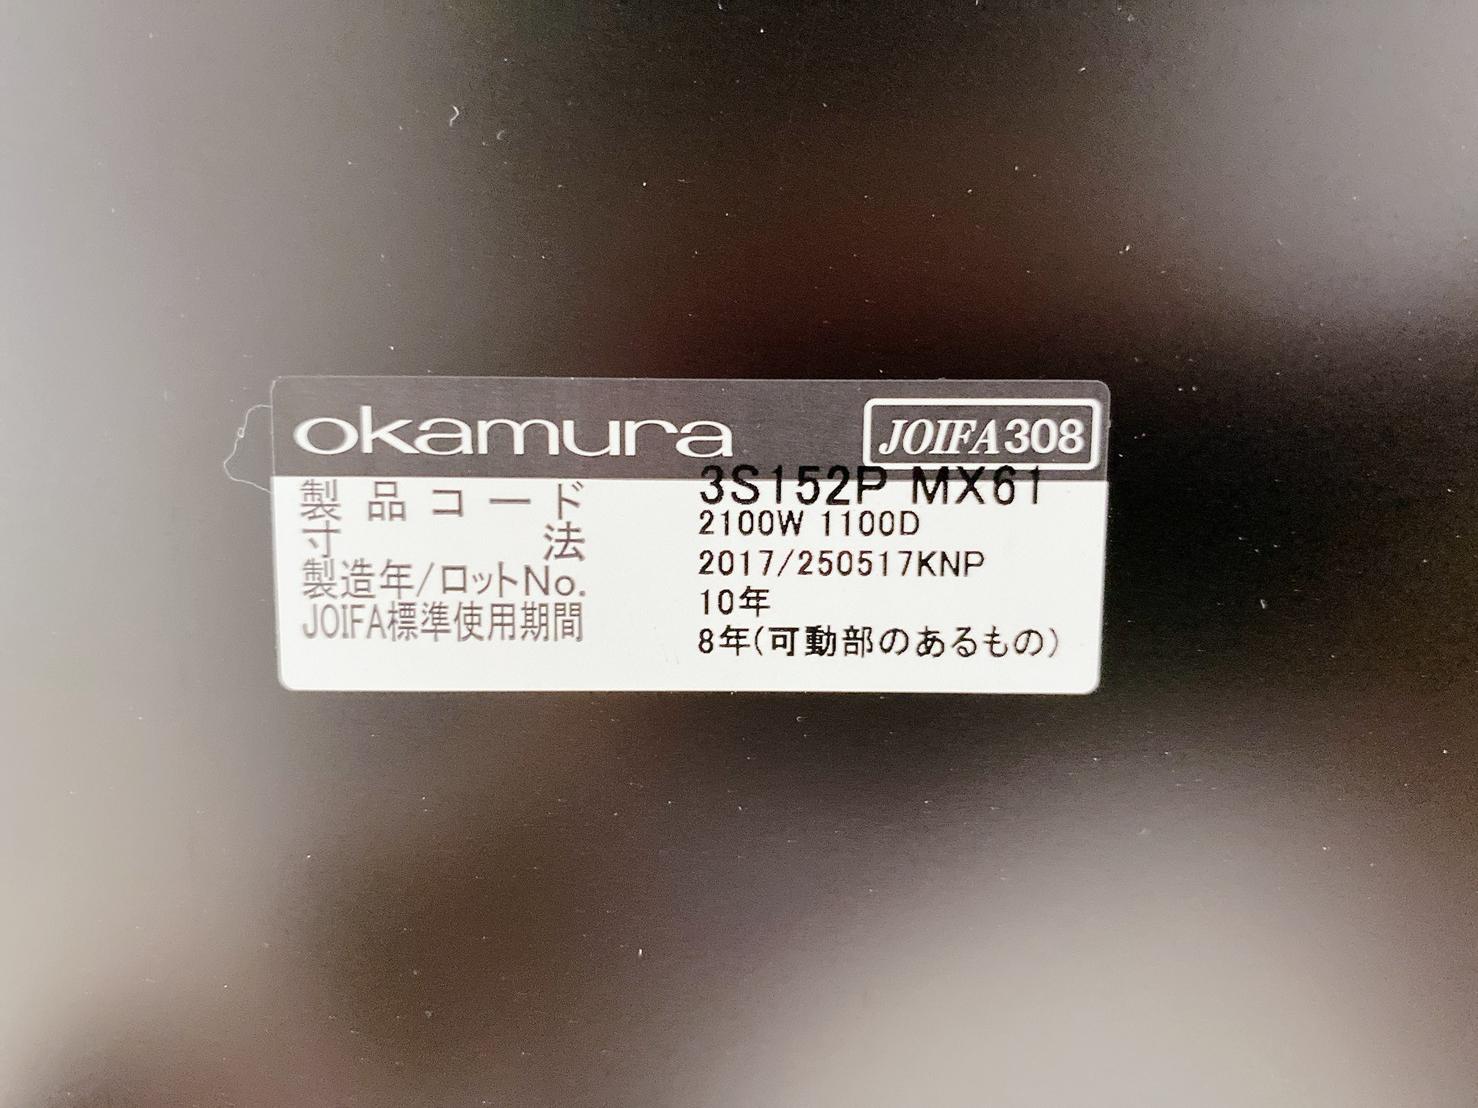 okamura JOIFA308
製品コード 3S152P MX61
寸法 2100W 1100D
製造年/ロットNo. 2017/250517KNP
JOIFA標準使用期間 10年
8年(可動部のあるもの)